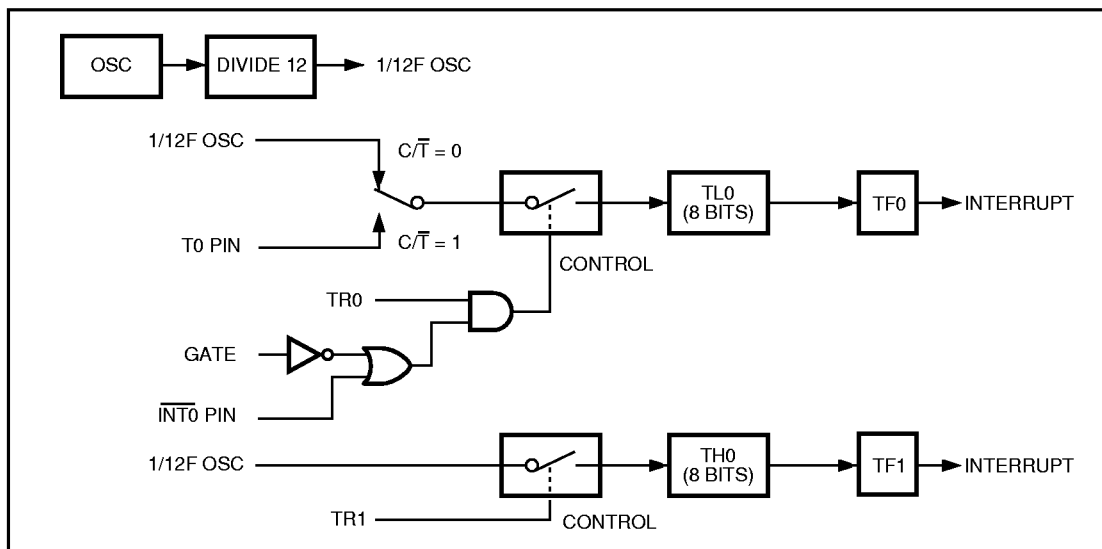 OSC
DIVIDE 12
1/12F OSC
1/12F OSC
C/T̅ = 0
TL0
(8 BITS)
TF0
INTERRUPT
T0 PIN
C/T̅ = 1
CONTROL
TR0
GATE
I̅N̅T̅0̅ PIN
1/12F OSC
TH0
(8 BITS)
TF1
INTERRUPT
TR1
CONTROL